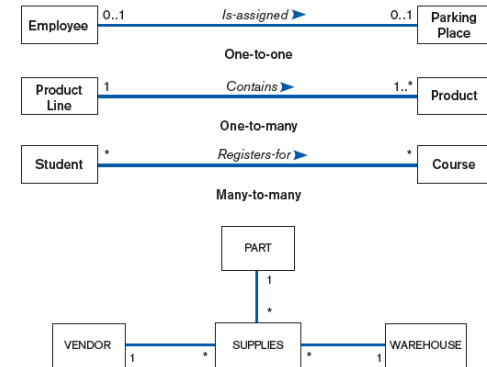 0..1 Is-assigned 0..1
Employee
Parking
Place
One-to-one
1 Contains 1..*
Product
Line
Product
One-to-many
* Registers-for *
Student Course
Many-to-many
PART
1
*
VENDOR SUPPLIES WAREHOUSE
1 * * 1